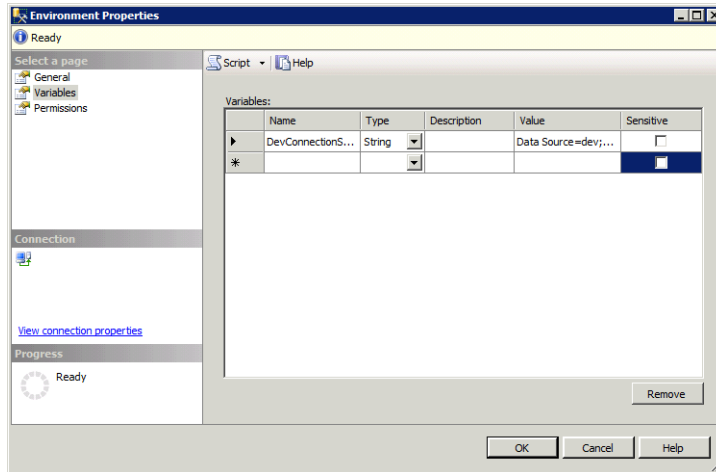 Environment Properties
Ready
Select a page
General
Variables
Permissions
Script
Help
Variables:
Name Type Description Value Sensitive
DevConnectionS... String Data Source=dev;...
Connection
View connection properties
Progress
Ready
Remove
OK Cancel Help